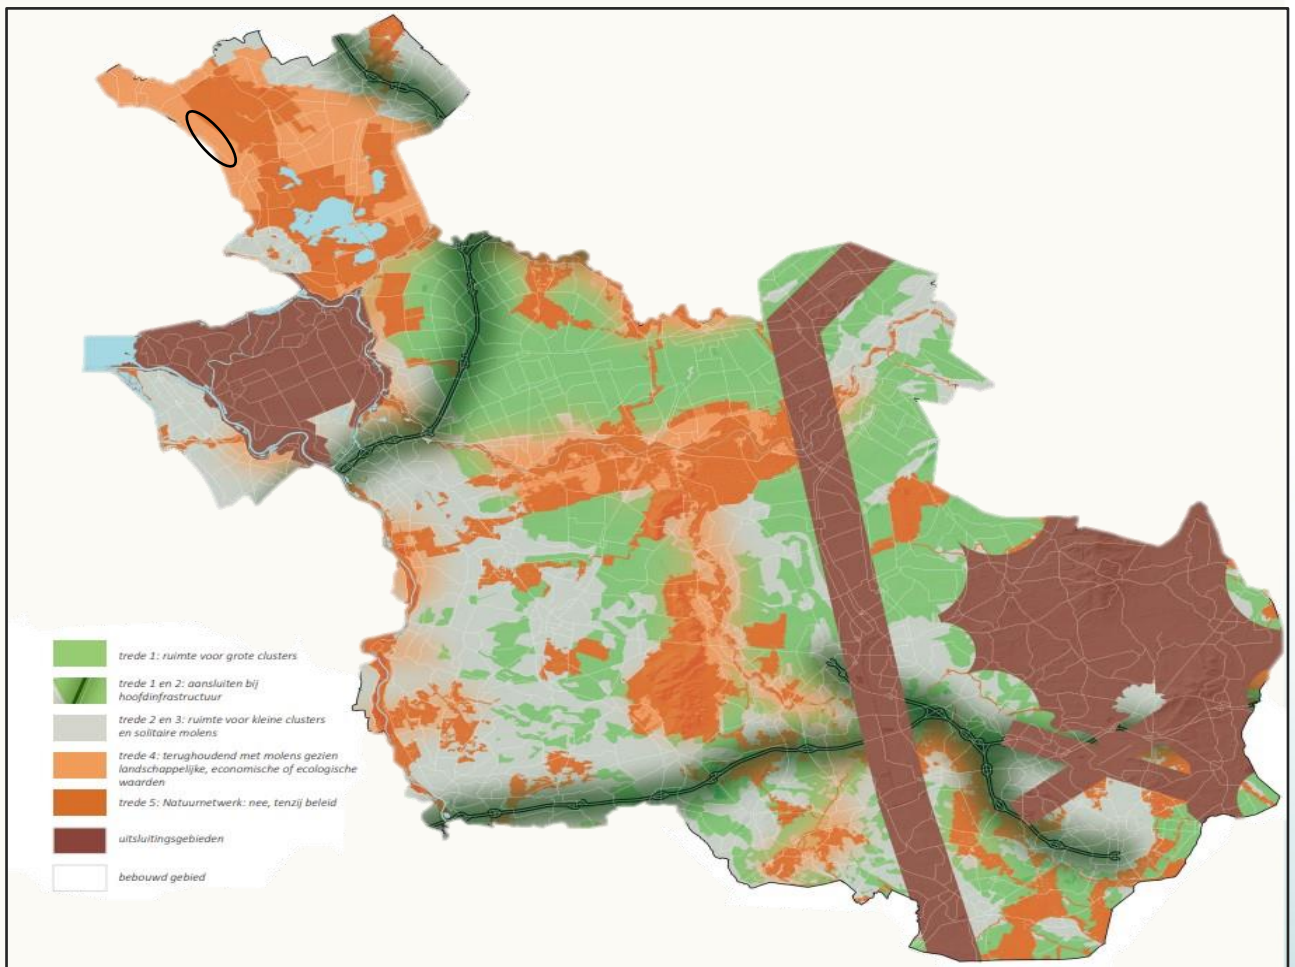 trede 1: ruimte voor grote clusters
trede 1 en 2: aansluiten bij
hoofdinfrastructuur
trede 2 en 3: ruimte voor kleine clusters
en solitaire molens
trede 4: terughoudend met molens gezien
landschappelijke, economische of ecologische
waarden
trede 5: Natuurnetwerk: nee, tenzij beleid
uitsluitingsgebieden
bebouwd gebied